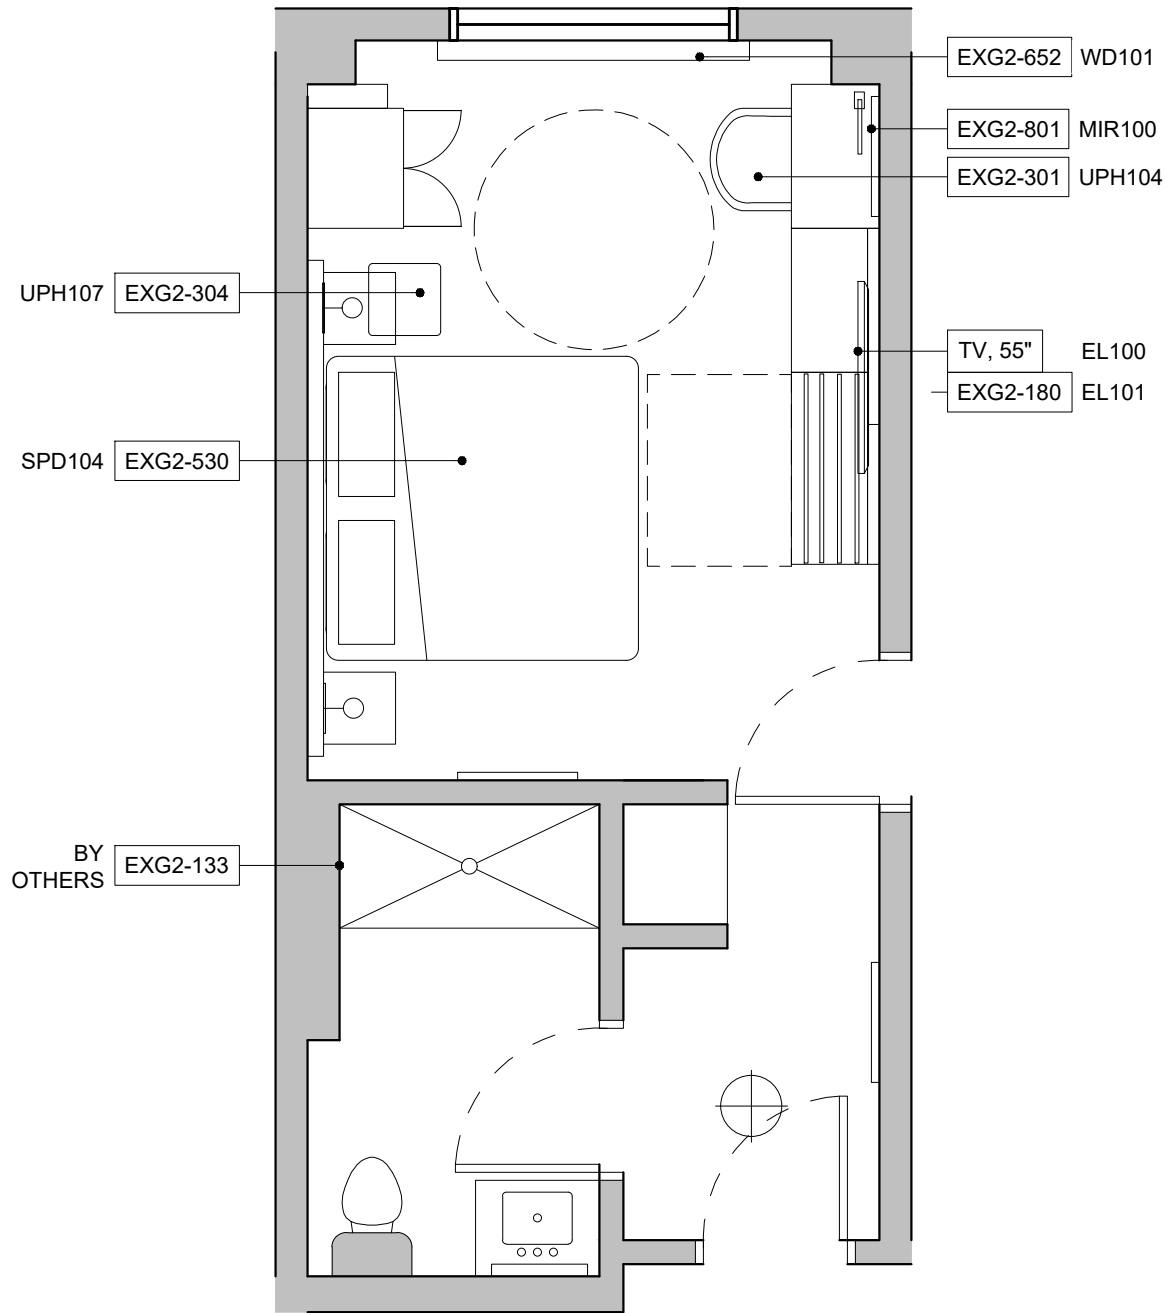 EXG2-652 WD101
EXG2-801 MIR100
EXG2-301 UPH104
UPH107 EXG2-304
TV, 55" EL100
EXG2-180 EL101
SPD104 EXG2-530
BY
OTHERS EXG2-133